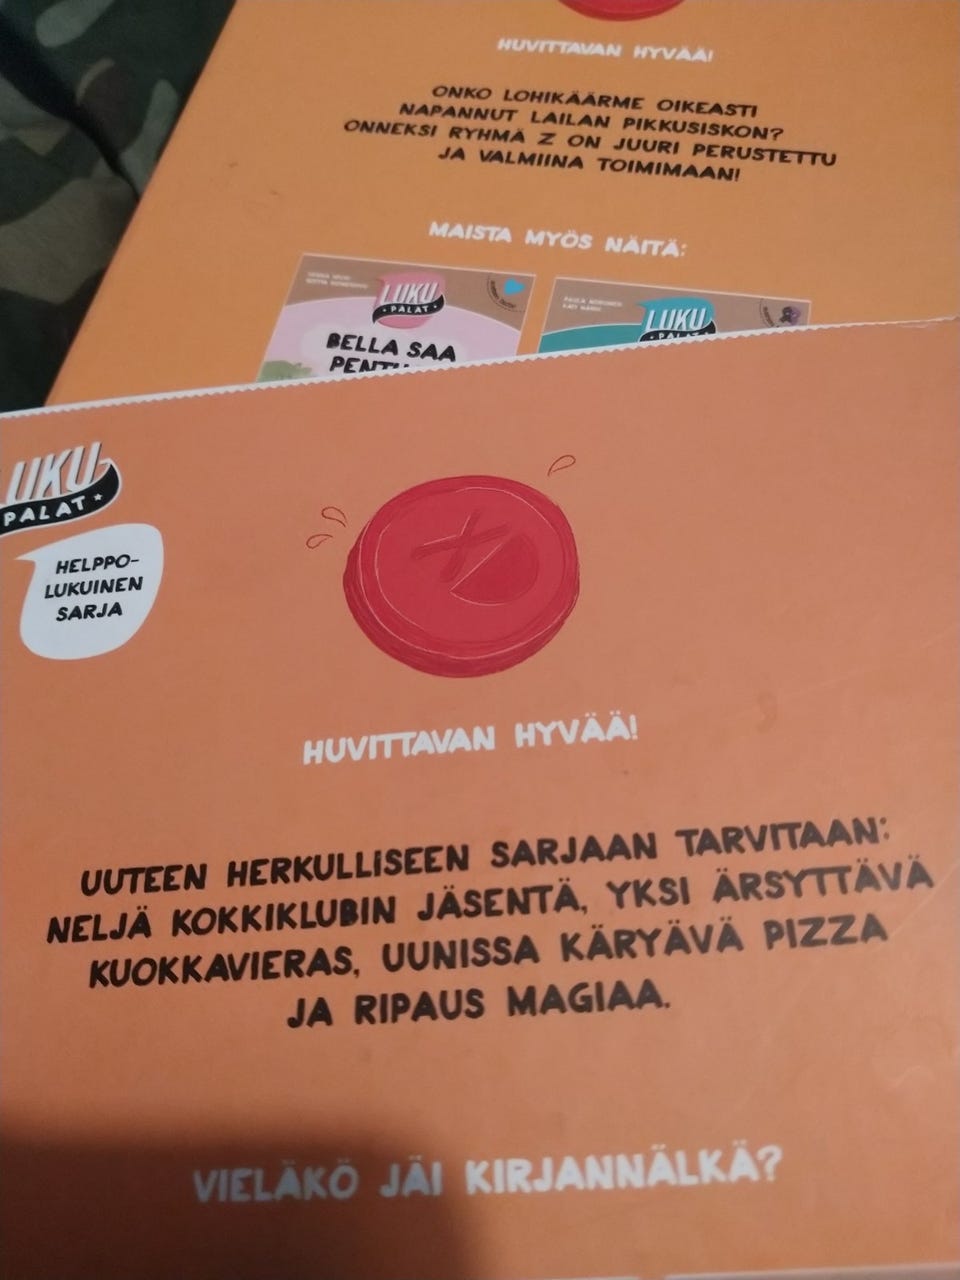 HUVITTAVAN HYVÄÄ!
ONKO LOHIKÄÄRME OIKEASTI
NAPANNUT LAILAN PIKKUSISKON?
ONNEKSI RYHMÄ Z ON JUURI PERUSTETTU
JA VALMIINA TOIMIMAAN!
MAISTA MYÖS NÄITÄ:
LUKU
PALAT
BELLA SAA
LUKU
PALAT
LUKU
PALAT
HELPPO-
LUKUINEN
SARJA
XD
HUVITTAVAN HYVÄÄ!
UUTEEN HERKULLISEEN SARJAAN TARVITAAN:
NELJÄ KOKKIKLUBIN JÄSENTÄ, YKSI ÄRSYTTÄVÄ
KUOKKAVIERAS, UUNISSA KÄRYÄVÄ PIZZA
JA RIPAUS MAGIAA.
VIELÄKÖ JÄI KIRJANNÄLKÄ?